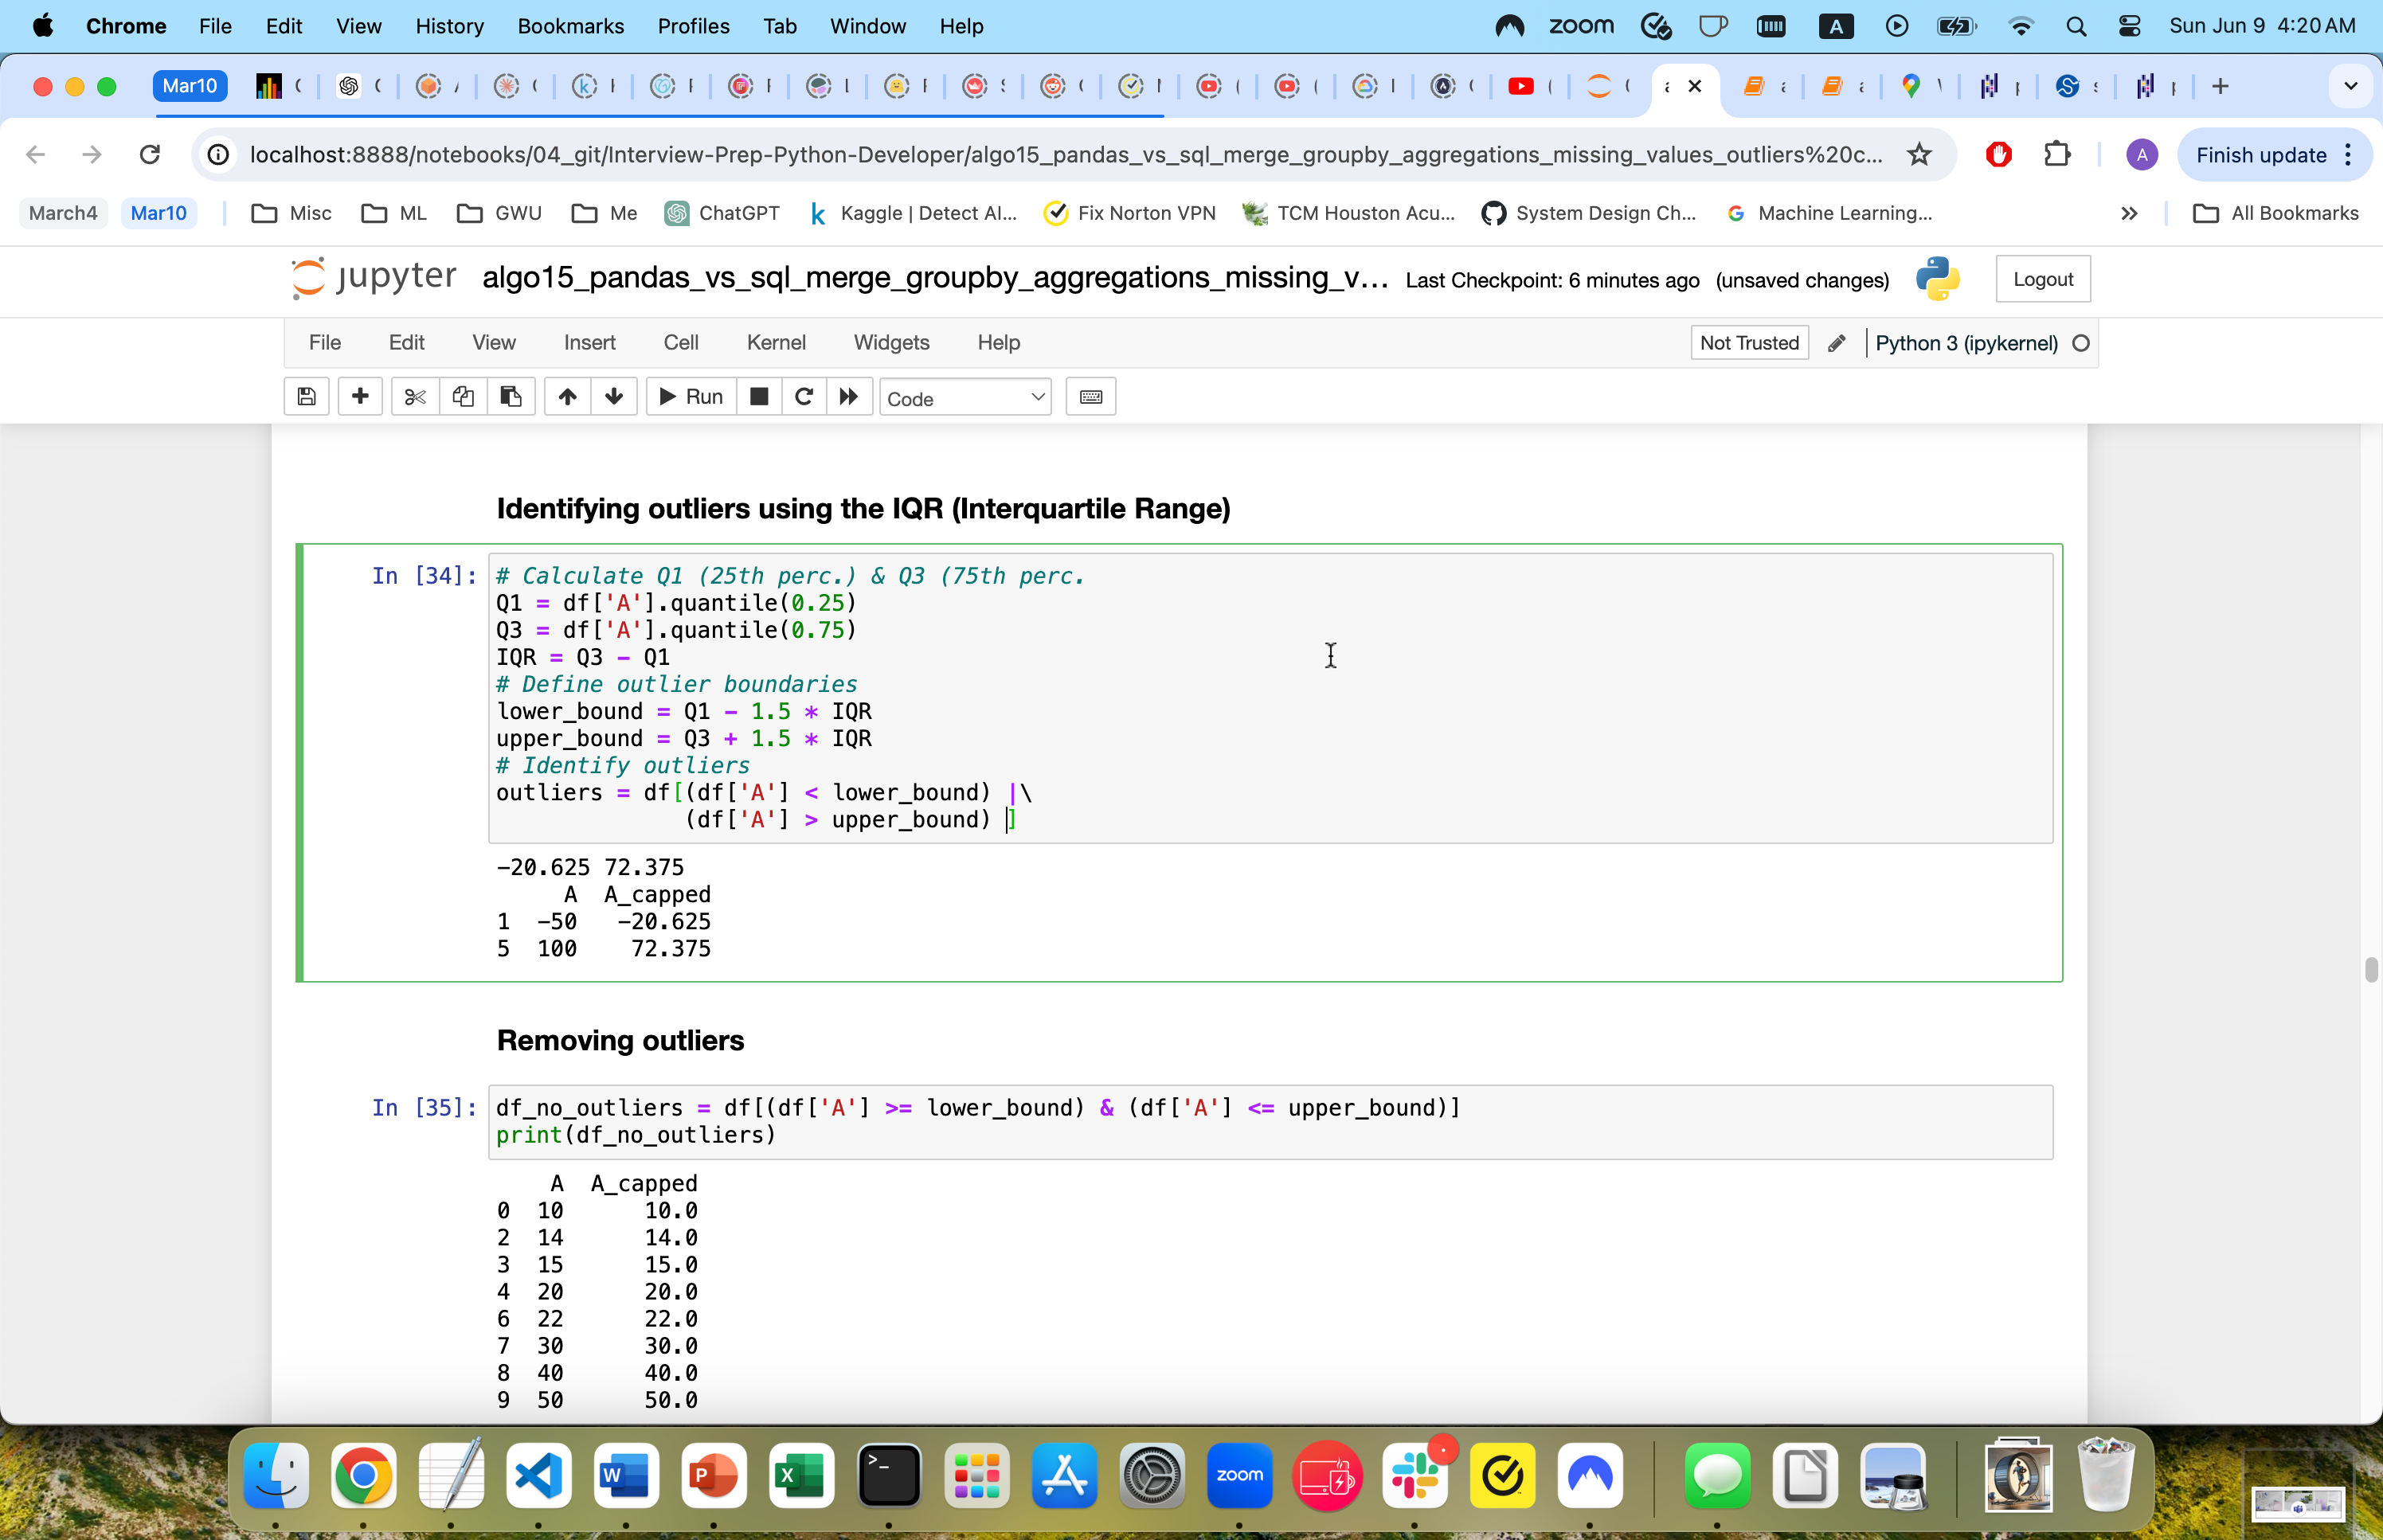 Chrome File Edit View History Bookmarks Profiles Tab Window Help zoom A Sun Jun 9 4:20 AM
Mar10
localhost:8888/notebooks/04_git/Interview-Prep-Python-Developer/algo15_pandas_vs_sql_merge_groupby_aggregations_missing_values_outliers%20c... A Finish update
March4 Mar10 Misc ML GWU Me ChatGPT Kaggle | Detect AI... Fix Norton VPN TCM Houston Acu... System Design Ch... Machine Learning... All Bookmarks
jupyter algo15_pandas_vs_sql_merge_groupby_aggregations_missing_v... Last Checkpoint: 6 minutes ago (unsaved changes) Logout
File Edit View Insert Cell Kernel Widgets Help Not Trusted Python 3 (ipykernel)
Run Code
Identifying outliers using the IQR (Interquartile Range)
In [34]: # Calculate Q1 (25th perc.) & Q3 (75th perc.
Q1 = df['A'].quantile(0.25)
Q3 = df['A'].quantile(0.75)
IQR = Q3 - Q1
# Define outlier boundaries
lower_bound = Q1 - 1.5 * IQR
upper_bound = Q3 + 1.5 * IQR
# Identify outliers
outliers = df[(df['A'] < lower_bound) |\
(df['A'] > upper_bound) ]
-20.625 72.375
A A_capped
1 -50 -20.625
5 100 72.375
Removing outliers
In [35]: df_no_outliers = df[(df['A'] >= lower_bound) & (df['A'] <= upper_bound)]
print(df_no_outliers)
A A_capped
0 10 10.0
2 14 14.0
3 15 15.0
4 20 20.0
6 22 22.0
7 30 30.0
8 40 40.0
9 50 50.0
W P X >_ zoom